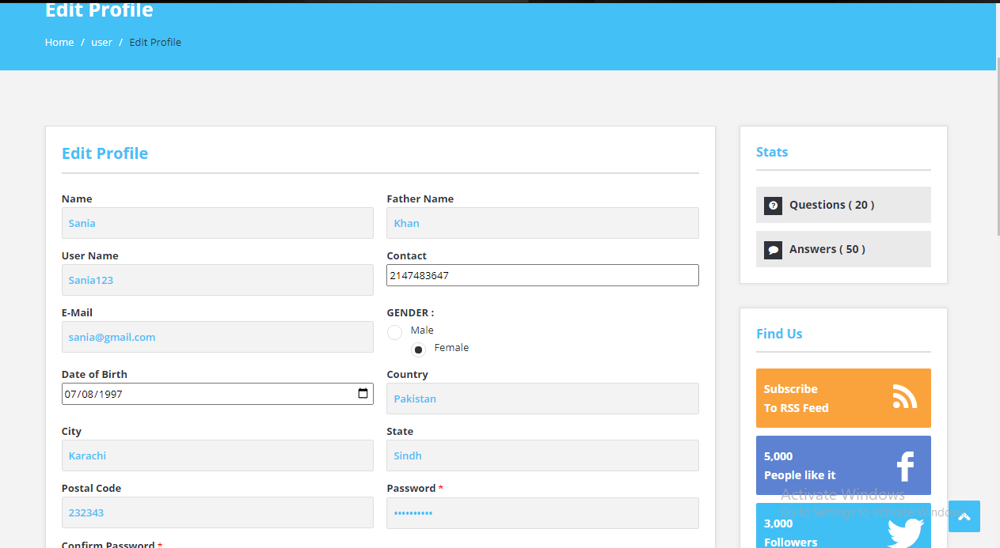 Edit Profile
Home / user / Edit Profile
Edit Profile
Name
Sania
Father Name
Khan
User Name
Sania123
Contact
2147483647
E-Mail
sania@gmail.com
GENDER :
Male
Female
Date of Birth
07/08/1997
Country
Pakistan
City
Karachi
State
Sindh
Postal Code
232343
Password *
••••••••••
Confirm Password *
Stats
Questions ( 20 )
Answers ( 50 )
Find Us
Subscribe
To RSS Feed
5,000
People like it
3,000
Followers
Activate Windows
Go to Settings to activate Windows.